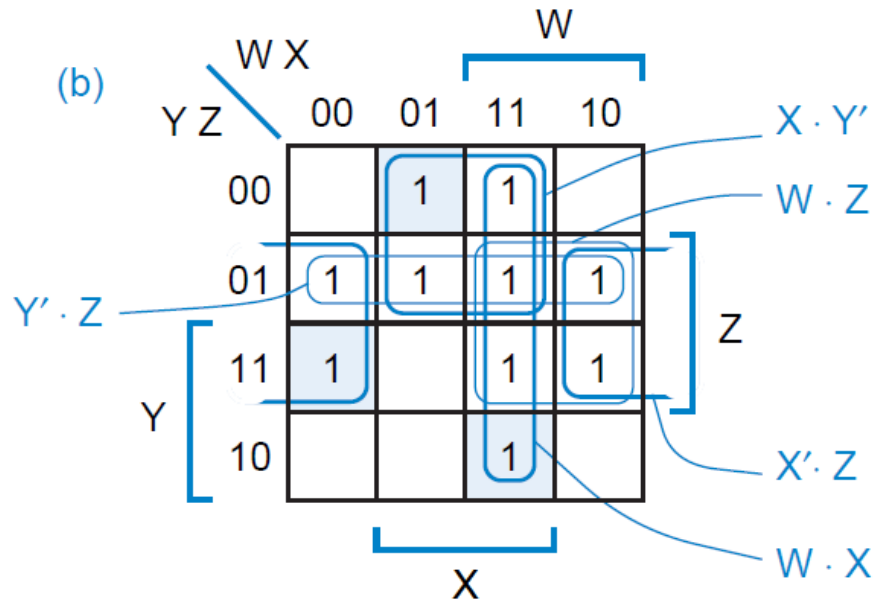 W
W X
(b)
Y Z
00 01 11 10
X · Y′
00 1 1
W · Z
01 1 1 1 1
Y′ · Z
Z
11 1 1 1
Y
10 1
X′ · Z
W · X
X